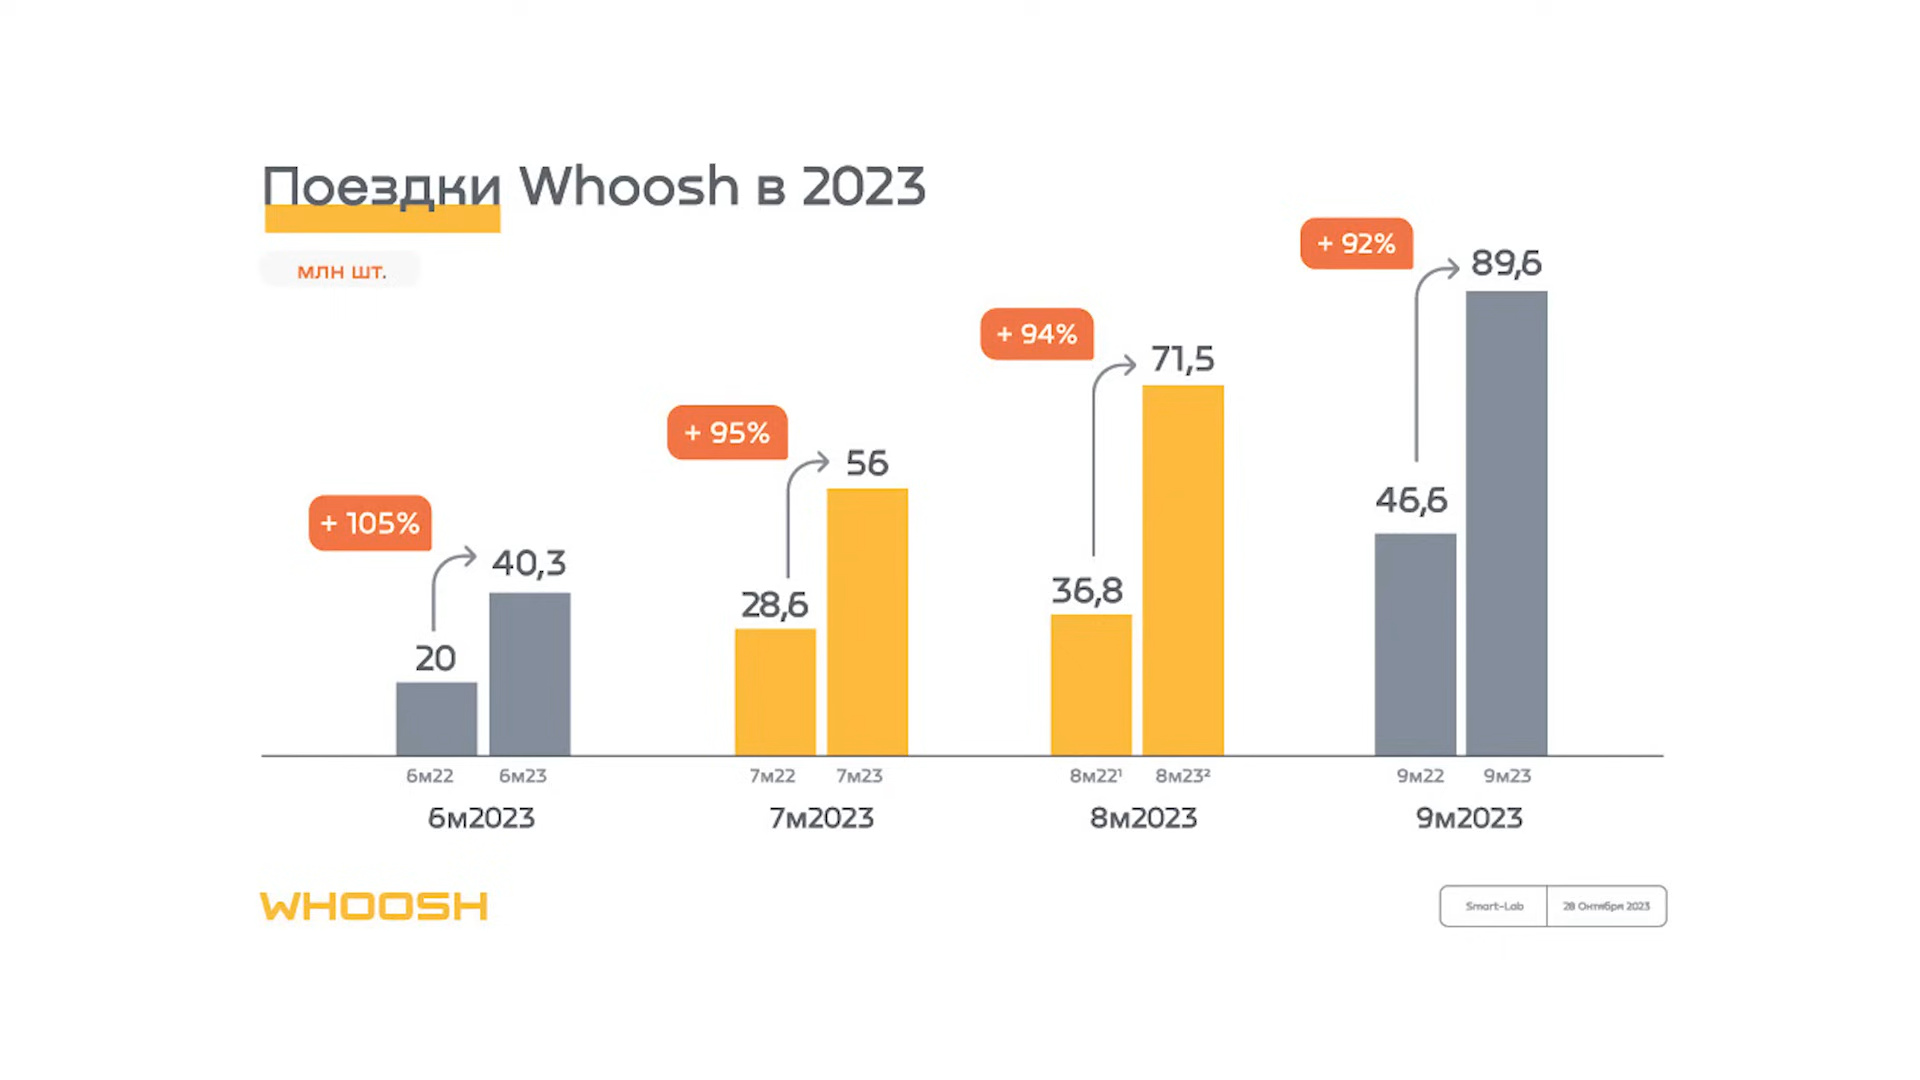 Поездки Whoosh в 2023
млн шт.
+ 105%
20
40,3
+ 95%
28,6
56
+ 94%
36,8
71,5
+ 92%
46,6
89,6
6м22 6м23 7м22 7м23 8м22¹ 8м23² 9м22 9м23
6м2023 7м2023 8м2023 9м2023
WHOOSH
Smart-Lab 28 Октября 2023